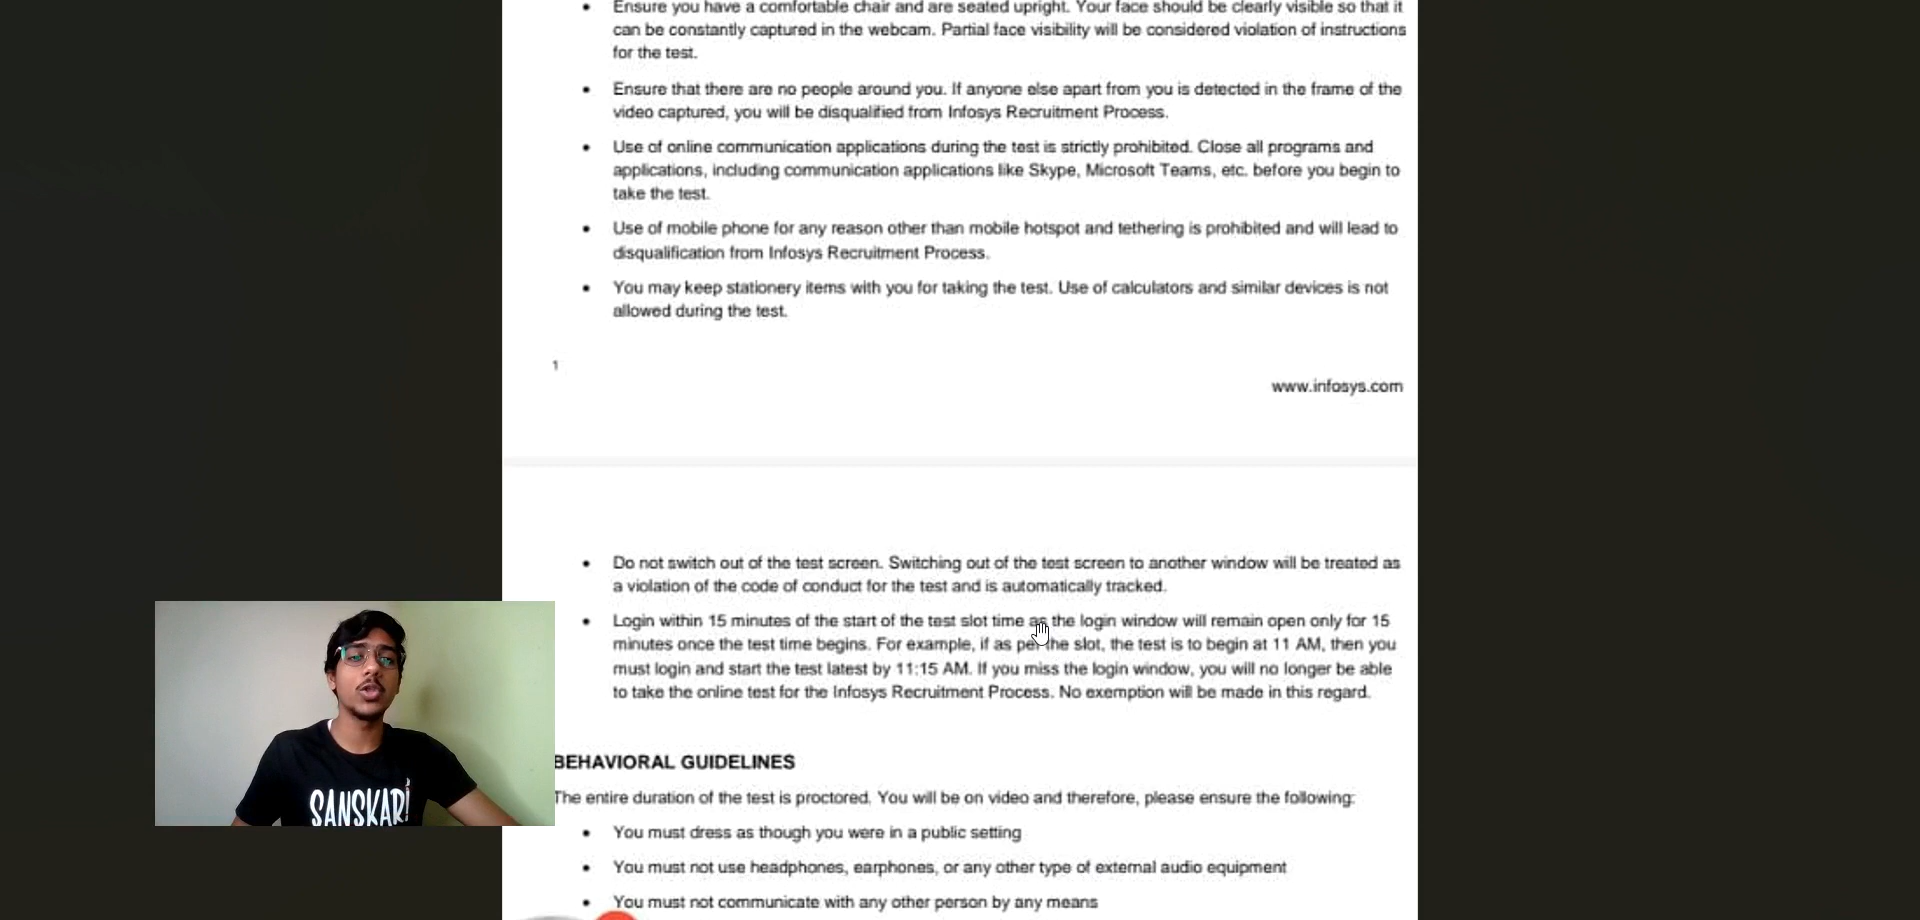 Ensure you have a comfortable chair and are seated upright. Your face should be clearly visible so that it
can be constantly captured in the webcam. Partial face visibility will be considered violation of instructions
for the test.
Ensure that there are no people around you. If anyone else apart from you is detected in the frame of the
video captured, you will be disqualified from Infosys Recruitment Process.
Use of online communication applications during the test is strictly prohibited. Close all programs and
applications, including communication applications like Skype, Microsoft Teams, etc. before you begin to
take the test.
Use of mobile phone for any reason other than mobile hotspot and tethering is prohibited and will lead to
disqualification from Infosys Recruitment Process.
You may keep stationery items with you for taking the test. Use of calculators and similar devices is not
allowed during the test.
1
www.infosys.com
Do not switch out of the test screen. Switching out of the test screen to another window will be treated as
a violation of the code of conduct for the test and is automatically tracked.
Login within 15 minutes of the start of the test slot time as the login window will remain open only for 15
minutes once the test time begins. For example, if as per the slot, the test is to begin at 11 AM, then you
must login and start the test latest by 11:15 AM. If you miss the login window, you will no longer be able
to take the online test for the Infosys Recruitment Process. No exemption will be made in this regard.
BEHAVIORAL GUIDELINES
The entire duration of the test is proctored. You will be on video and therefore, please ensure the following:
You must dress as though you were in a public setting
You must not use headphones, earphones, or any other type of external audio equipment
You must not communicate with any other person by any means
SANSKARI